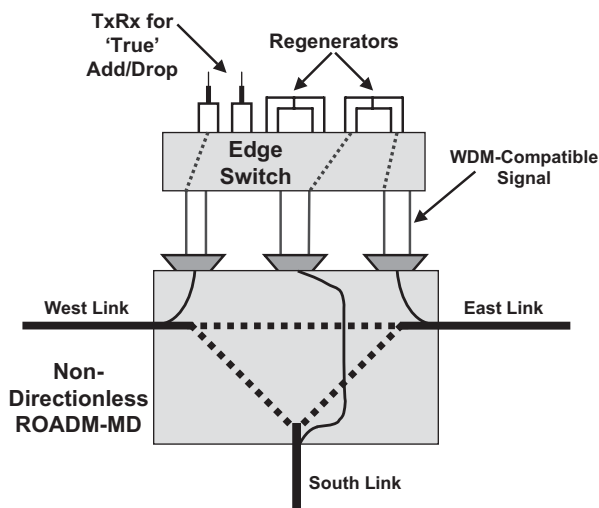 TxRx for
‘True’
Add/Drop
Regenerators
Edge
Switch
WDM-Compatible
Signal
West Link
East Link
Non-
Directionless
ROADM-MD
South Link